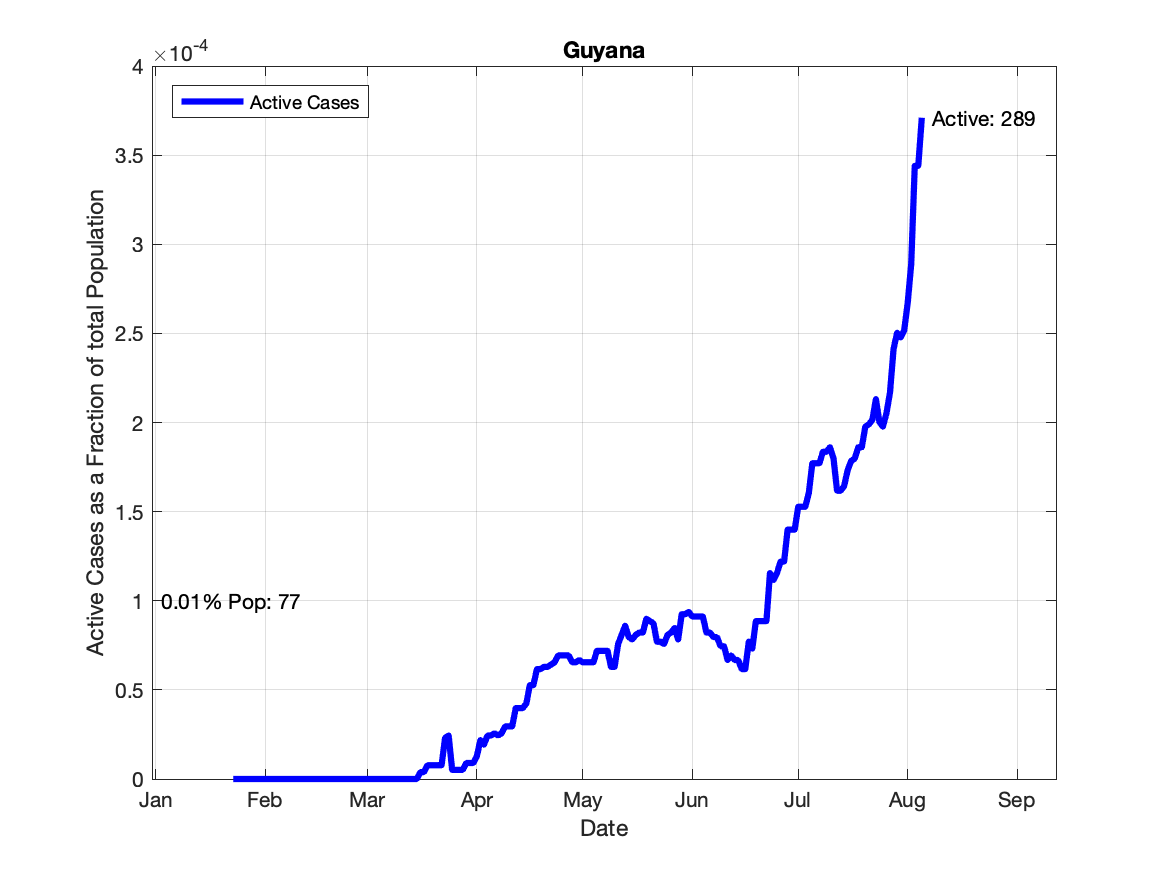 Guyana
×10-4
4
3.5
3
2.5
2
1.5
1
0.5
0
Active Cases
Active: 289
0.01% Pop: 77
Active Cases as a Fraction of total Population
Jan Feb Mar Apr May Jun Jul Aug Sep
Date